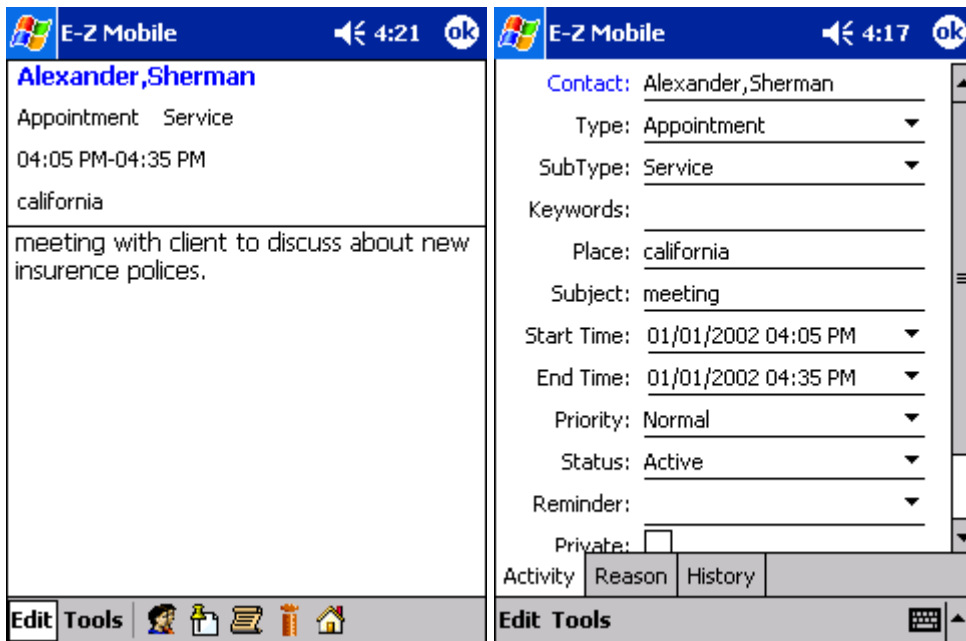 E-Z Mobile 4:21 ok
Alexander,Sherman
Appointment Service
04:05 PM-04:35 PM
california
meeting with client to discuss about new
insurence polices.
Edit Tools
E-Z Mobile 4:17 ok
Contact: Alexander,Sherman
Type: Appointment
SubType: Service
Keywords:
Place: california
Subject: meeting
Start Time: 01/01/2002 04:05 PM
End Time: 01/01/2002 04:35 PM
Priority: Normal
Status: Active
Reminder:
Private:
Activity Reason History
Edit Tools